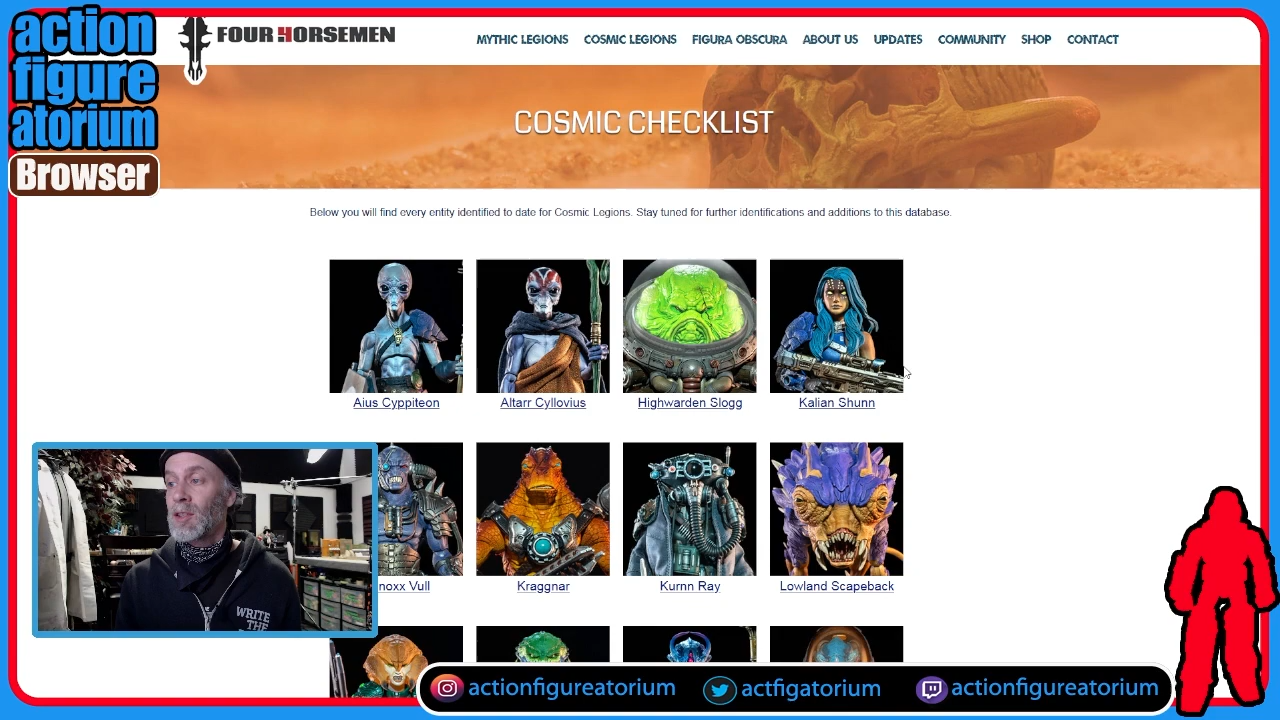 action
figure
atorium
Browser
FOUR HORSEMEN
MYTHIC LEGIONS COSMIC LEGIONS FIGURA OBSCURA ABOUT US UPDATES COMMUNITY SHOP CONTACT
COSMIC CHECKLIST
Below you will find every entity identified to date for Cosmic Legions. Stay tuned for further identifications and additions to this database.
Aius Cyppiteon Altarr Cyllovius Highwarden Slogg Kalian Shunn
noxx Vull Kraggnar Kurnn Ray Lowland Scapeback
WRITE
THE
actionfigureatorium actfigatorium actionfigureatorium